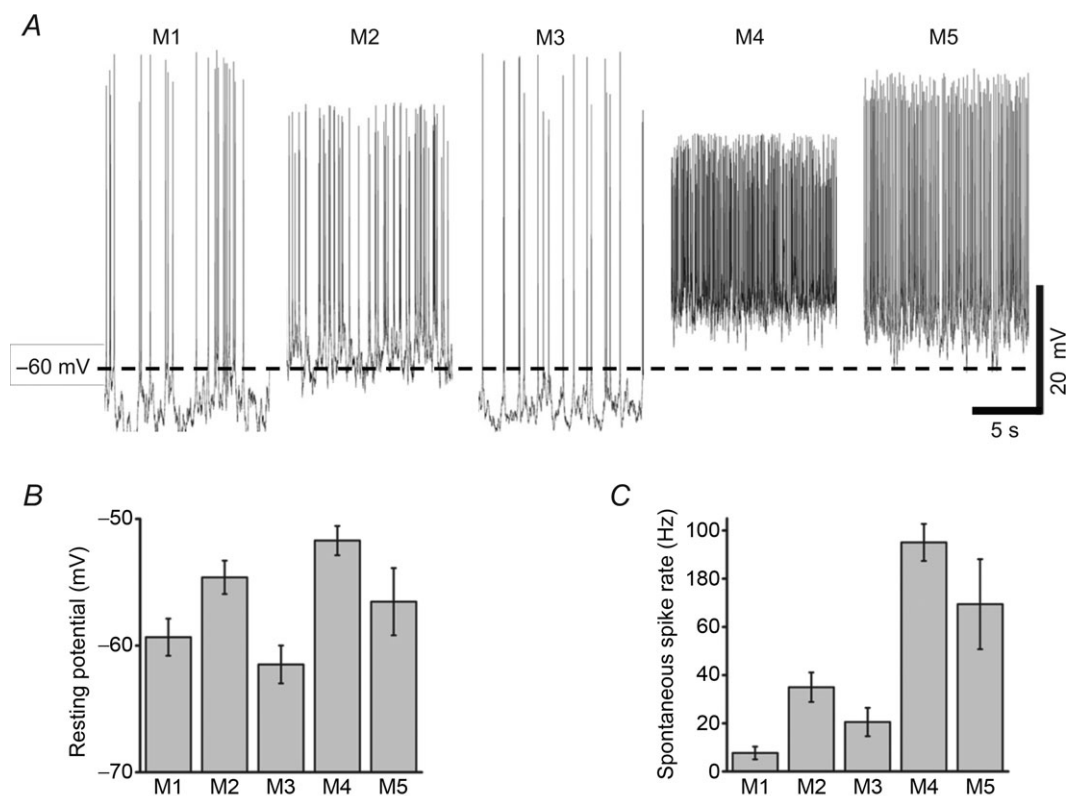 A
M1 M2 M3 M4 M5
–60 mV
20 mV
5 s
B
Resting potential (mV)
–50
–60
–70
M1 M2 M3 M4 M5
C
Spontaneous spike rate (Hz)
100
180
60
40
20
0
M1 M2 M3 M4 M5